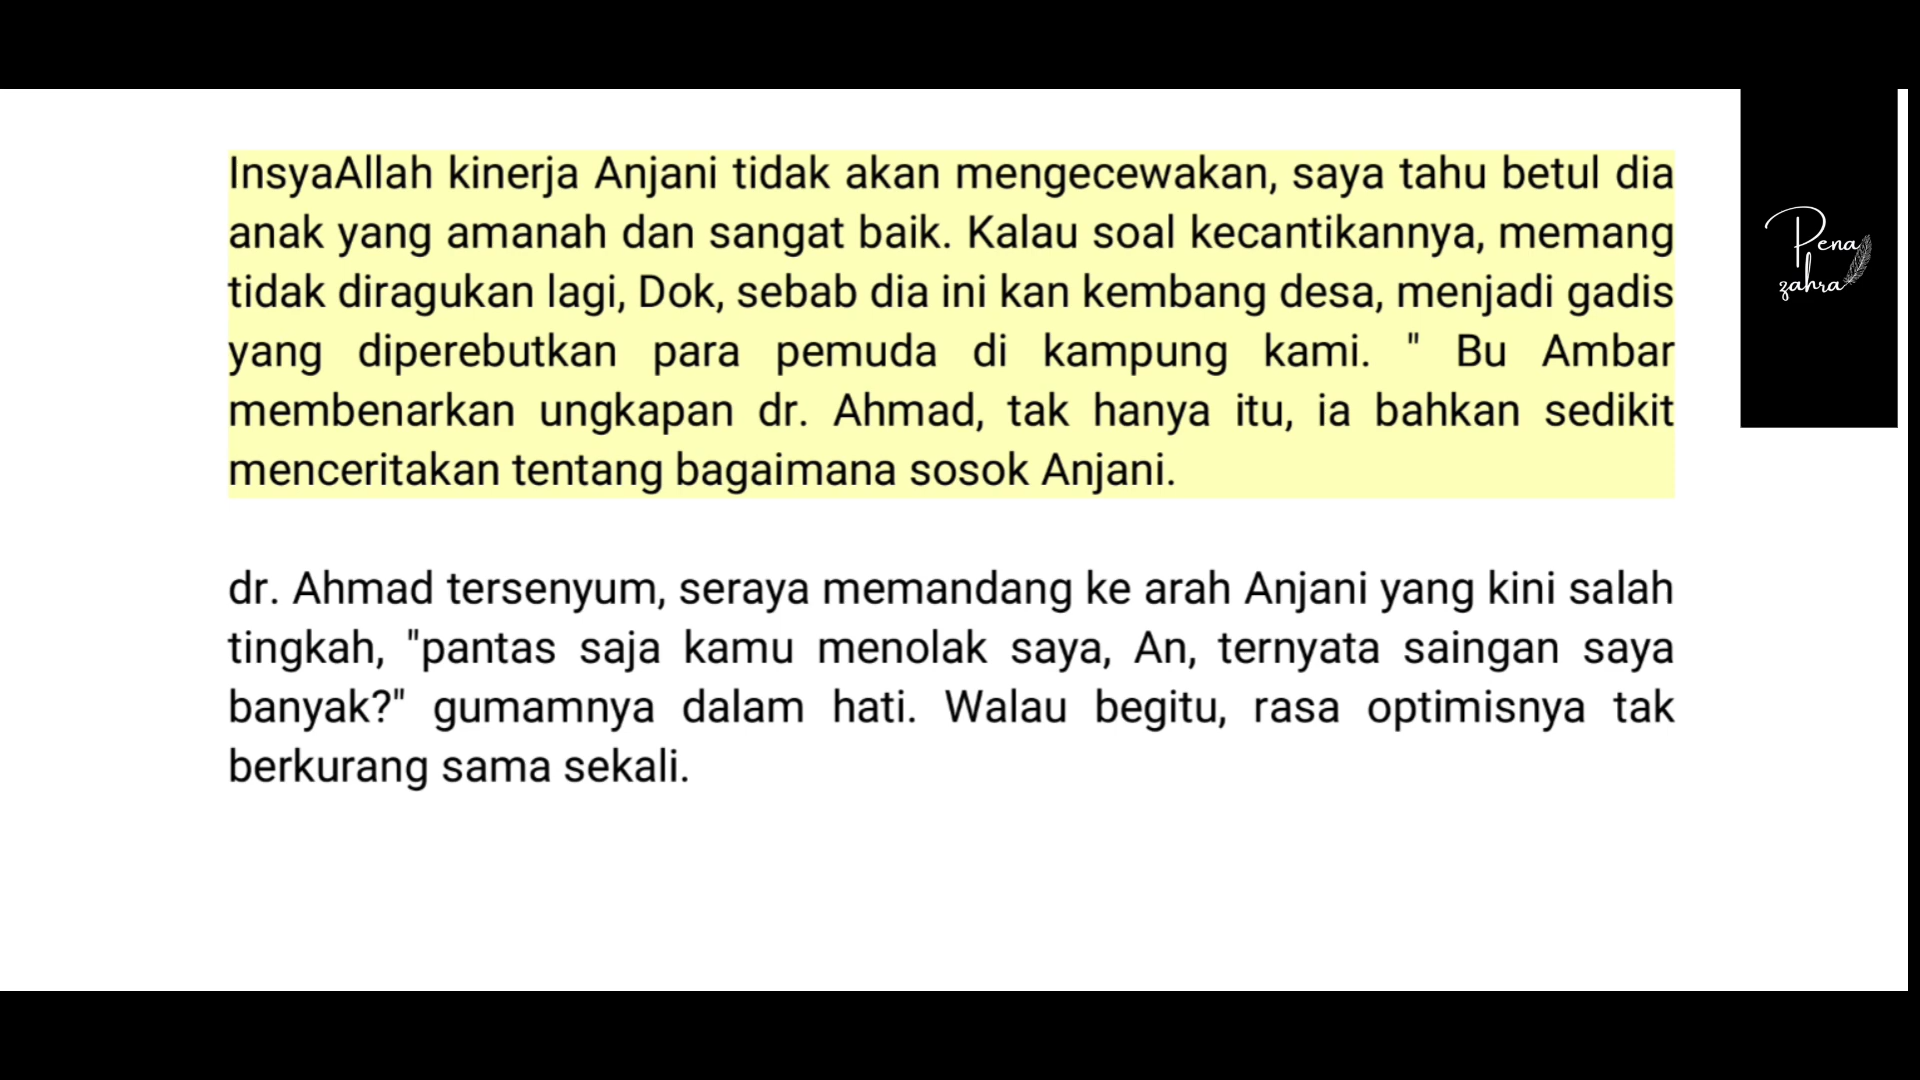 InsyaAllah kinerja Anjani tidak akan mengecewakan, saya tahu betul dia
anak yang amanah dan sangat baik. Kalau soal kecantikannya, memang
tidak diragukan lagi, Dok, sebab dia ini kan kembang desa, menjadi gadis
yang diperebutkan para pemuda di kampung kami. " Bu Ambar
membenarkan ungkapan dr. Ahmad, tak hanya itu, ia bahkan sedikit
menceritakan tentang bagaimana sosok Anjani.
dr. Ahmad tersenyum, seraya memandang ke arah Anjani yang kini salah
tingkah, "pantas saja kamu menolak saya, An, ternyata saingan saya
banyak?" gumamnya dalam hati. Walau begitu, rasa optimisnya tak
berkurang sama sekali.
Pena
zahra